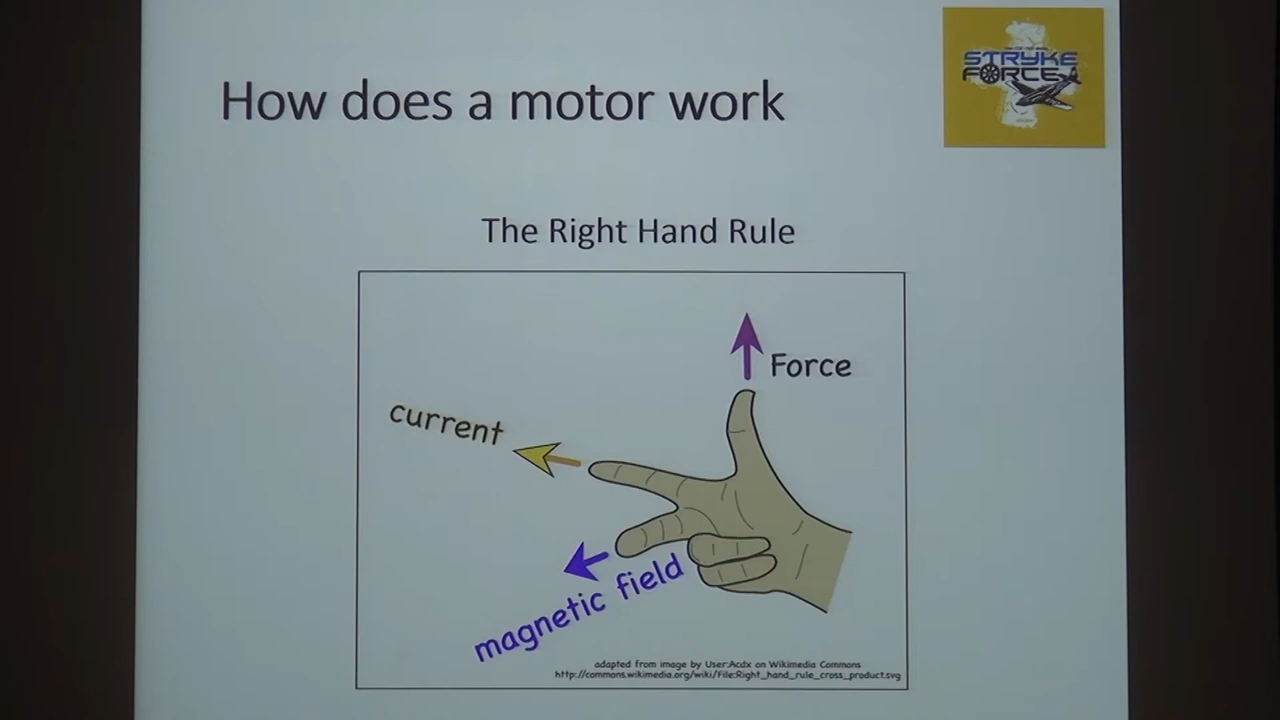 STRYKE
FORCE
How does a motor work
The Right Hand Rule
Force
current
magnetic field
adapted from image by User:Acdx on Wikimedia Commons
http://commons.wikimedia.org/wiki/File:Right_hand_rule_cross_product.svg